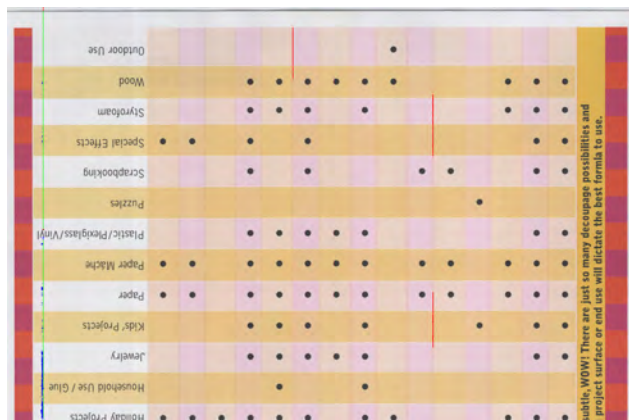 Holiday Projects
Household Use / Glue
Jewelry
Kids' Projects
Paper
Paper Mâché
Plastic/Plexiglass/Vinyl
Puzzles
Scrapbooking
Special Effects
Styrofoam
Wood
Outdoor Use
subtle, WOW! There are just so many decoupage possibilities and
project surface or end use will dictate the best formla to use.